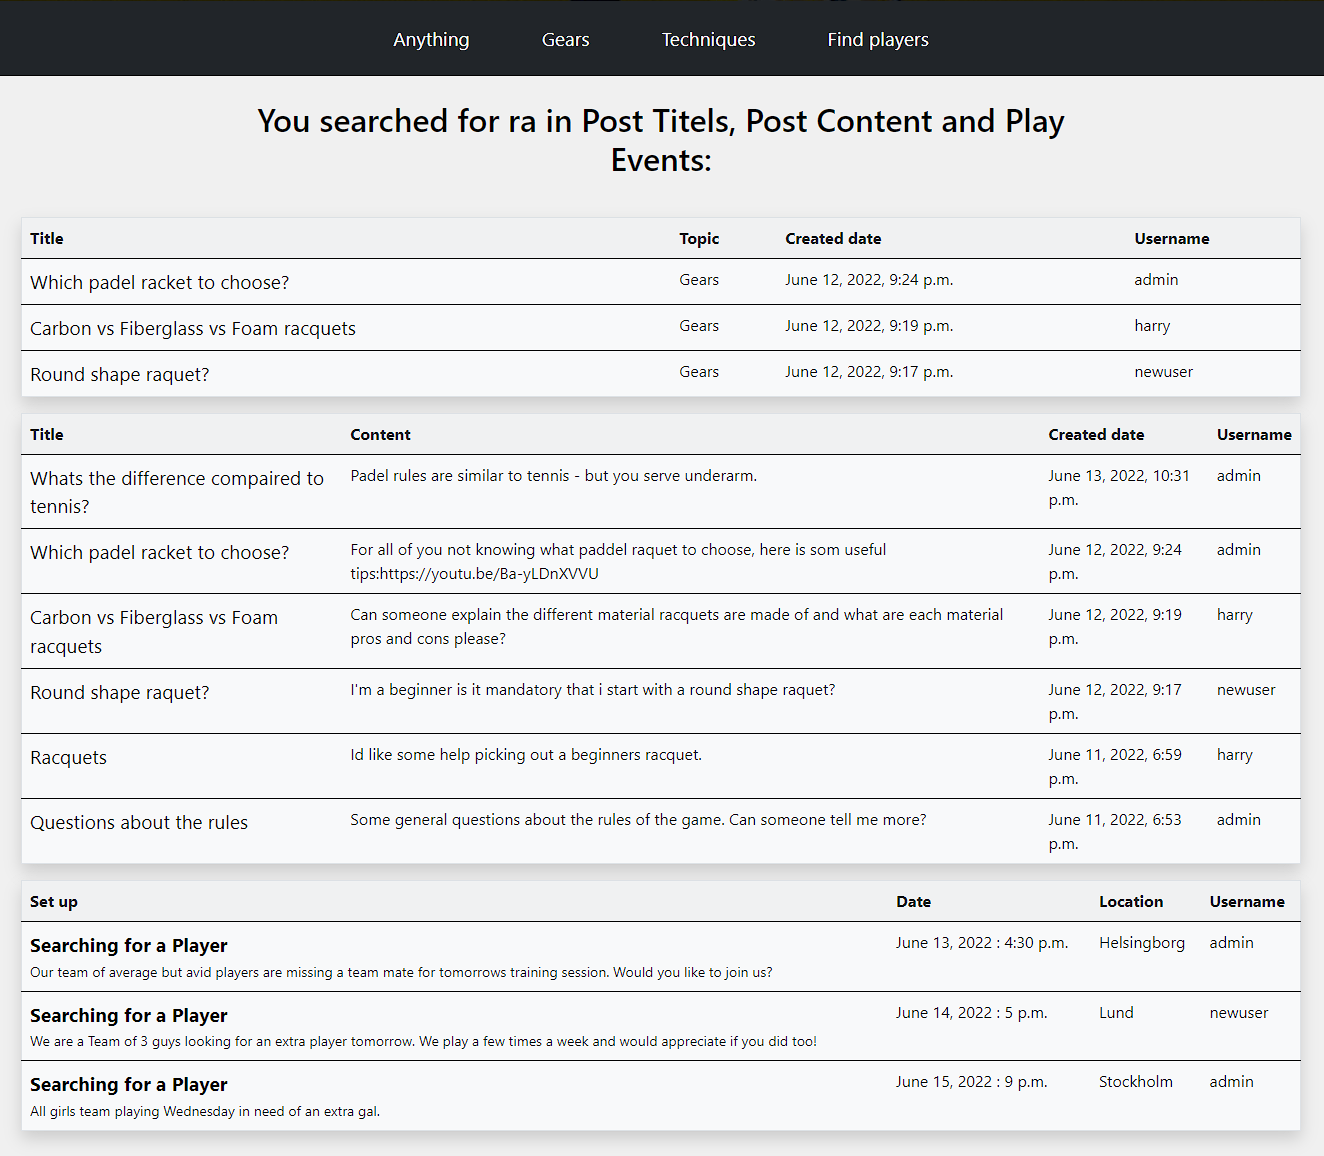 Anything Gears Techniques Find players
You searched for ra in Post Titels, Post Content and Play
Events:
Title Topic Created date Username
Which padel racket to choose? Gears June 12, 2022, 9:24 p.m. admin
Carbon vs Fiberglass vs Foam racquets Gears June 12, 2022, 9:19 p.m. harry
Round shape raquet? Gears June 12, 2022, 9:17 p.m. newuser
Title Content Created date Username
Whats the difference compaired to Padel rules are similar to tennis - but you serve underarm. June 13, 2022, 10:31 admin
tennis? p.m.
Which padel racket to choose? For all of you not knowing what paddel raquet to choose, here is som useful June 12, 2022, 9:24 admin
tips:https://youtu.be/Ba-yLDnXVVU p.m.
Carbon vs Fiberglass vs Foam Can someone explain the different material racquets are made of and what are each material June 12, 2022, 9:19 harry
racquets pros and cons please? p.m.
Round shape raquet? I'm a beginner is it mandatory that i start with a round shape raquet? June 12, 2022, 9:17 newuser
p.m.
Racquets Id like some help picking out a beginners racquet. June 11, 2022, 6:59 harry
p.m.
Questions about the rules Some general questions about the rules of the game. Can someone tell me more? June 11, 2022, 6:53 admin
p.m.
Set up Date Location Username
Searching for a Player June 13, 2022 : 4:30 p.m. Helsingborg admin
Our team of average but avid players are missing a team mate for tomorrows training session. Would you like to join us?
Searching for a Player June 14, 2022 : 5 p.m. Lund newuser
We are a Team of 3 guys looking for an extra player tomorrow. We play a few times a week and would appreciate if you did too!
Searching for a Player June 15, 2022 : 9 p.m. Stockholm admin
All girls team playing Wednesday in need of an extra gal.